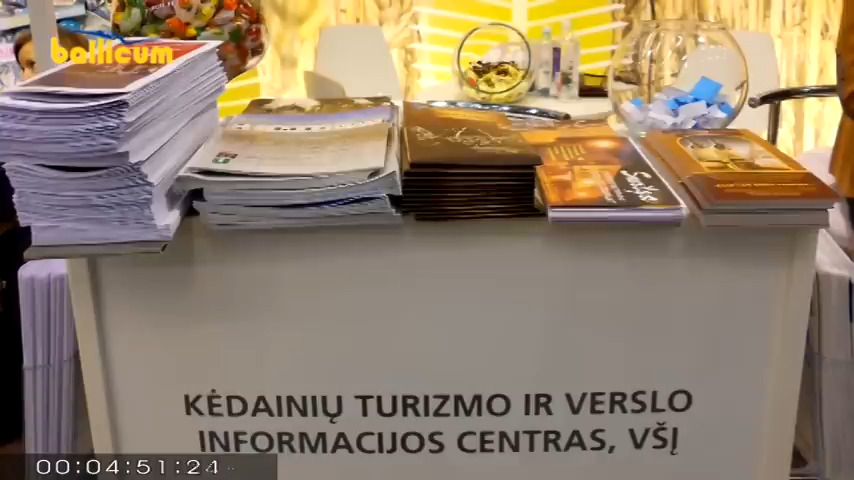 balticum
KĖDAINIŲ TURIZMO IR VERSLO
INFORMACIJOS CENTRAS, VŠĮ
00:04:51:24